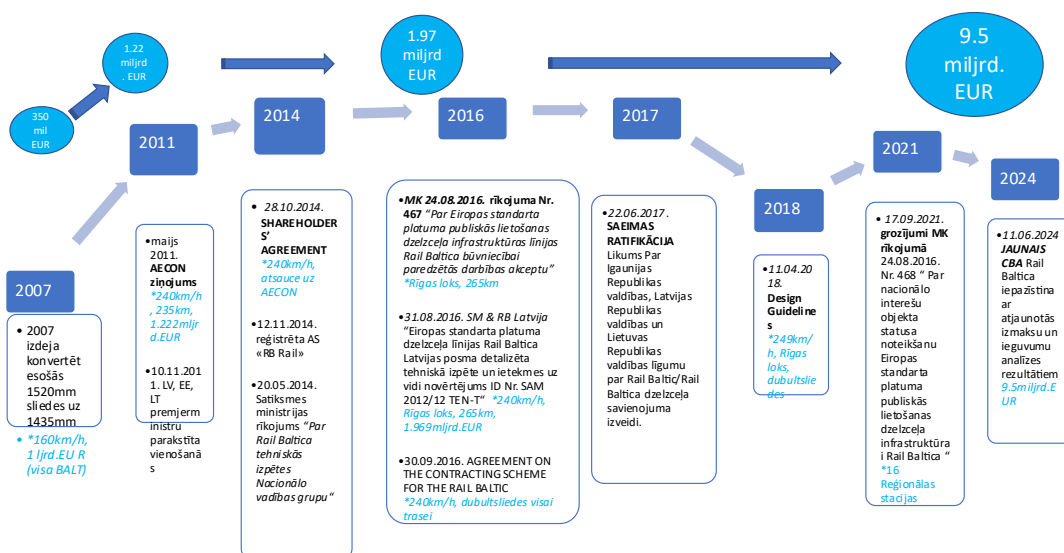 350
mil
EUR
1.22
miljrd
. EUR
1.97
miljrd
EUR
9.5
miljrd.
EUR
2007
• 2007
izdeja
konvertēt
esošās
1520mm
sliedes uz
1435mm
• *160km/h,
1 ljrd.EU R
(visa BALT)
2011
•maijs
2011.
AECON
ziņojums
*240km/h
, 235km,
1.222mljr
d.EUR
•10.11.201
1. LV, EE,
LT
premjerm
inistru
parakstīta
vienošanā
s
2014
• 28.10.2014.
SHAREHOLDER
S’
AGREEMENT
*240km/h,
atsauce uz
AECON
•12.11.2014.
reģistrēta AS
«RB Rail»
•20.05.2014.
Satiksmes
ministrijas
rīkojums “Par
Rail Baltica
tehniskās
izpētes
Nacionālo
vadības grupu“
2016
•MK 24.08.2016. rīkojuma Nr.
467 “Par Eiropas standarta
platuma publiskās lietošanas
dzelzceļa infrastruktūras līnijas
Rail Baltica būvniecībai
paredzētās darbības akceptu”
*Rīgas loks, 265km
•31.08.2016. SM & RB Latvija
“Eiropas standarta platuma
dzelzceļa līnijas Rail Baltica
Latvijas posma detalizēta
tehniskā izpēte un ietekmes uz
vidi novērtējums ID Nr. SAM
2012/12 TEN-T“ *240km/h,
Rīgas loks, 265km,
1.969mljrd.EUR
•30.09.2016. AGREEMENT ON
THE CONTRACTING SCHEME
FOR THE RAIL BALTIC
*240km/h, dubultsliedes visai
trasei
2017
•22.06.2017.
SAEIMAS
RATIFIKĀCIJA
Likums Par
Igaunijas
Republikas
valdības, Latvijas
Republikas
valdības un
Lietuvas
Republikas
valdības līgumu
par Rail Baltic/Rail
Baltica dzelzceļa
savienojuma
izveidi.
2018
•11.04.20
18.
Design
Guideline
s
*249km/
h, Rīgas
loks,
dubultslie
des
2021
• 17.09.2021.
grozījumi MK
rīkojumā
24.08.2016.
Nr. 468 “ Par
nacionālo
interešu
objekta
statusa
noteikšanu
Eiropas
standarta
platuma
publiskās
lietošanas
dzelzceļa
infrastruktūra
i Rail Baltica “
*16
Reģionālas
stacijas
2024
•11.06.2024
JAUNAIS
CBA Rail
Baltica
iepazīstina
ar
atjaunotās
izmaksu un
ieguvumu
analīzes
rezultātiem
9.5miljrd.E
UR